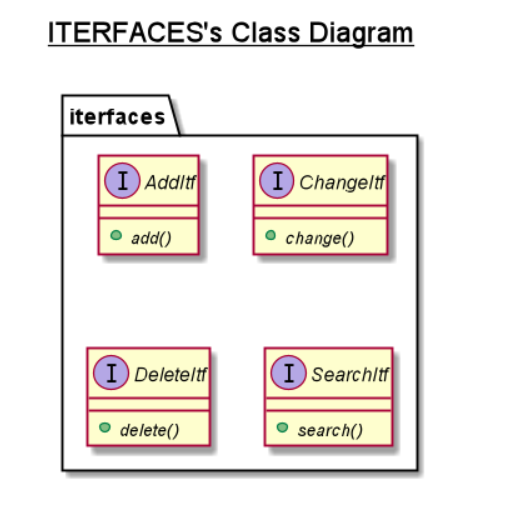 ITERFACES's Class Diagram
iterfaces
I AddItf
add()
I ChangeItf
change()
I DeleteItf
delete()
I SearchItf
search()